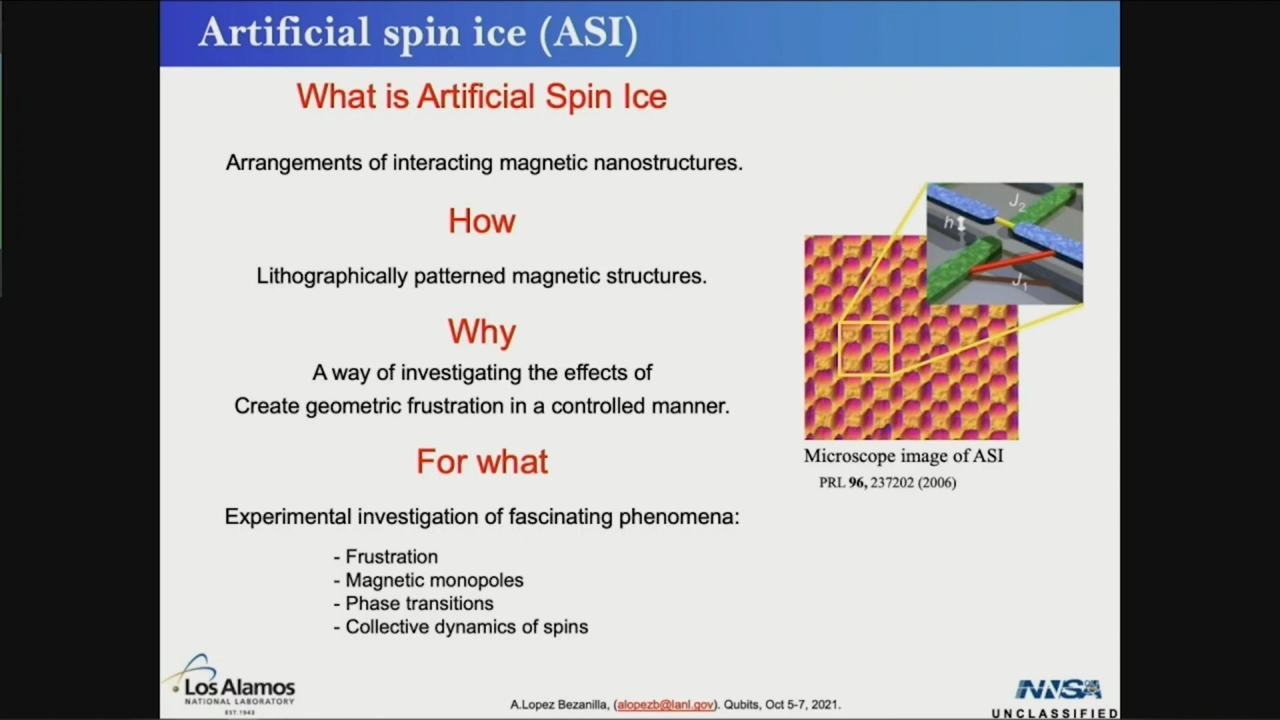 Artificial spin ice (ASI)
What is Artificial Spin Ice
Arrangements of interacting magnetic nanostructures.
How
Lithographically patterned magnetic structures.
Why
A way of investigating the effects of
Create geometric frustration in a controlled manner.
For what
Experimental investigation of fascinating phenomena:
- Frustration
- Magnetic monopoles
- Phase transitions
- Collective dynamics of spins
J2
h
J1
Microscope image of ASI
PRL 96, 237202 (2006)
Los Alamos
NATIONAL LABORATORY
EST.1943
A.Lopez Bezanilla, (alopezb@lanl.gov). Qubits, Oct 5-7, 2021.
NNSA
UNCLASSIFIED